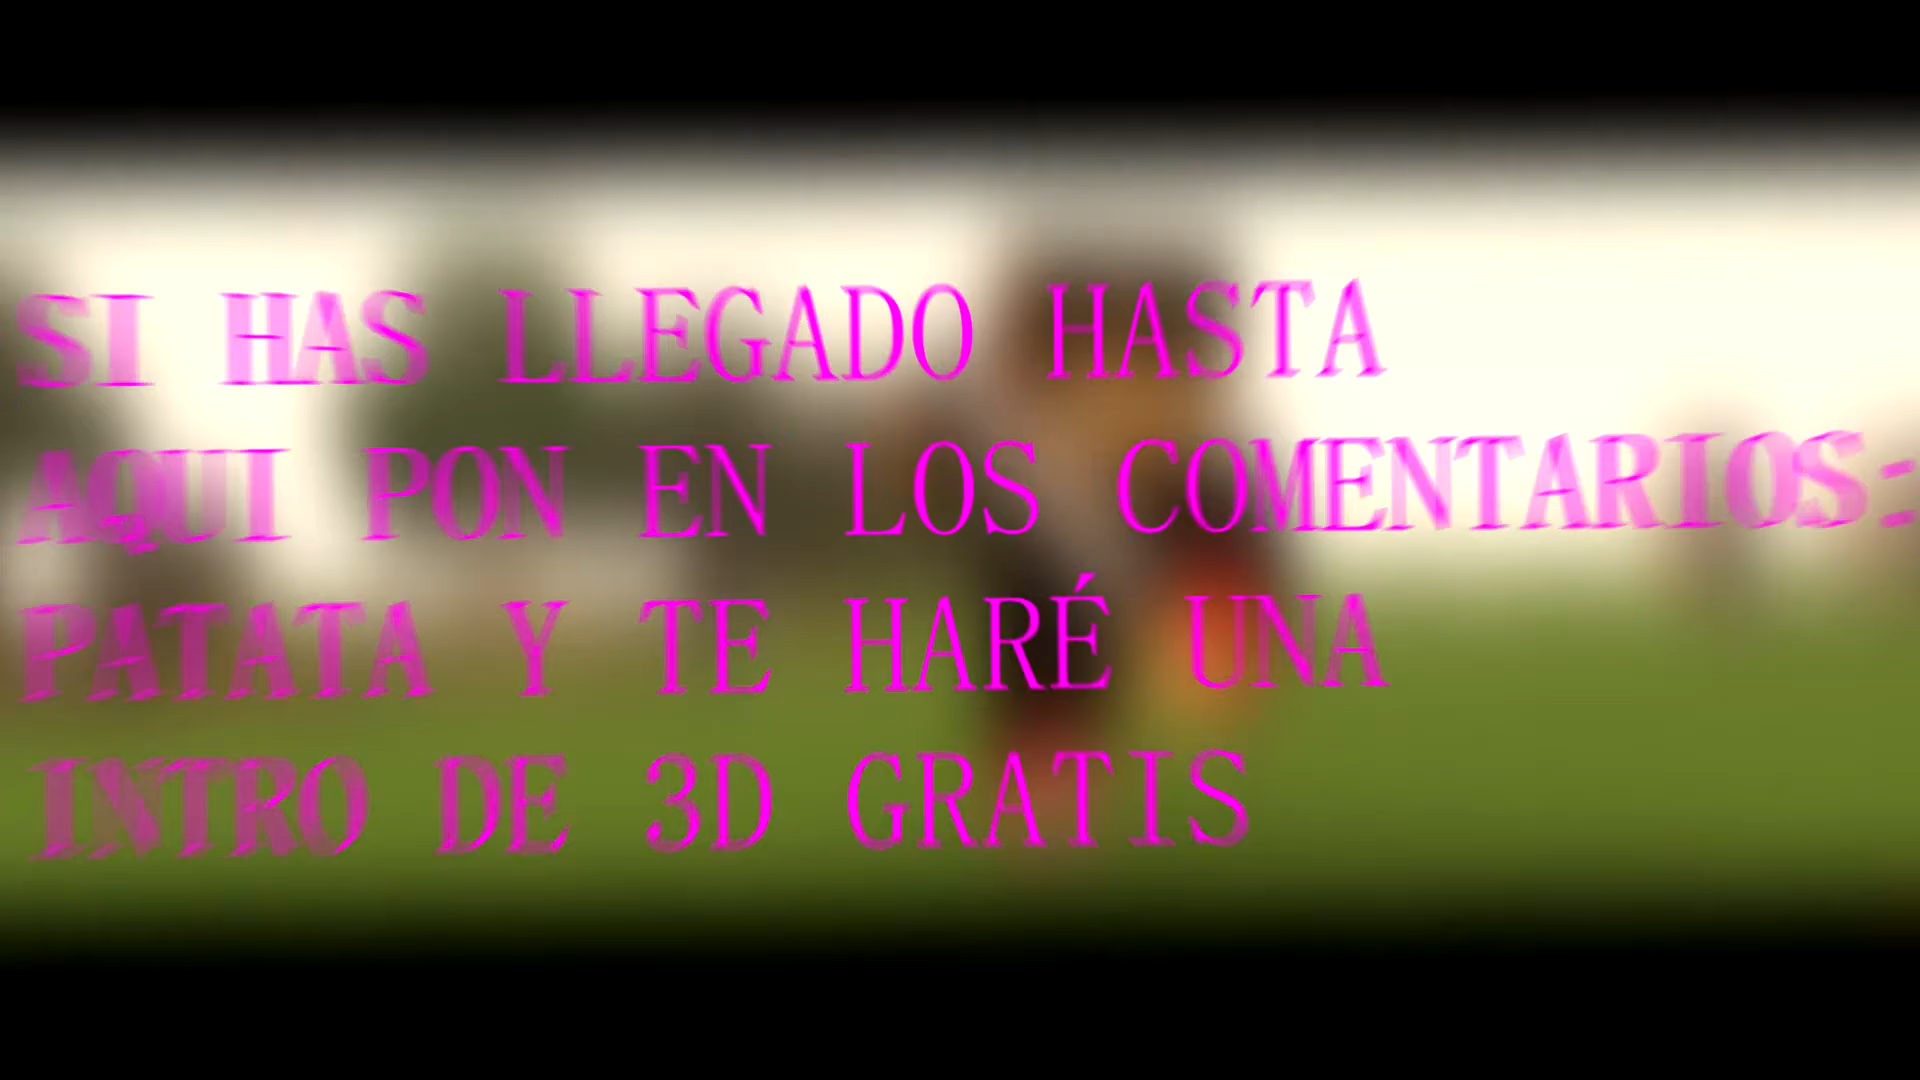 SI HAS LLEGADO HASTA
AQUI PON EN LOS COMENTARIOS:
PATATA Y TE HARÉ UNA
INTRO DE 3D GRATIS